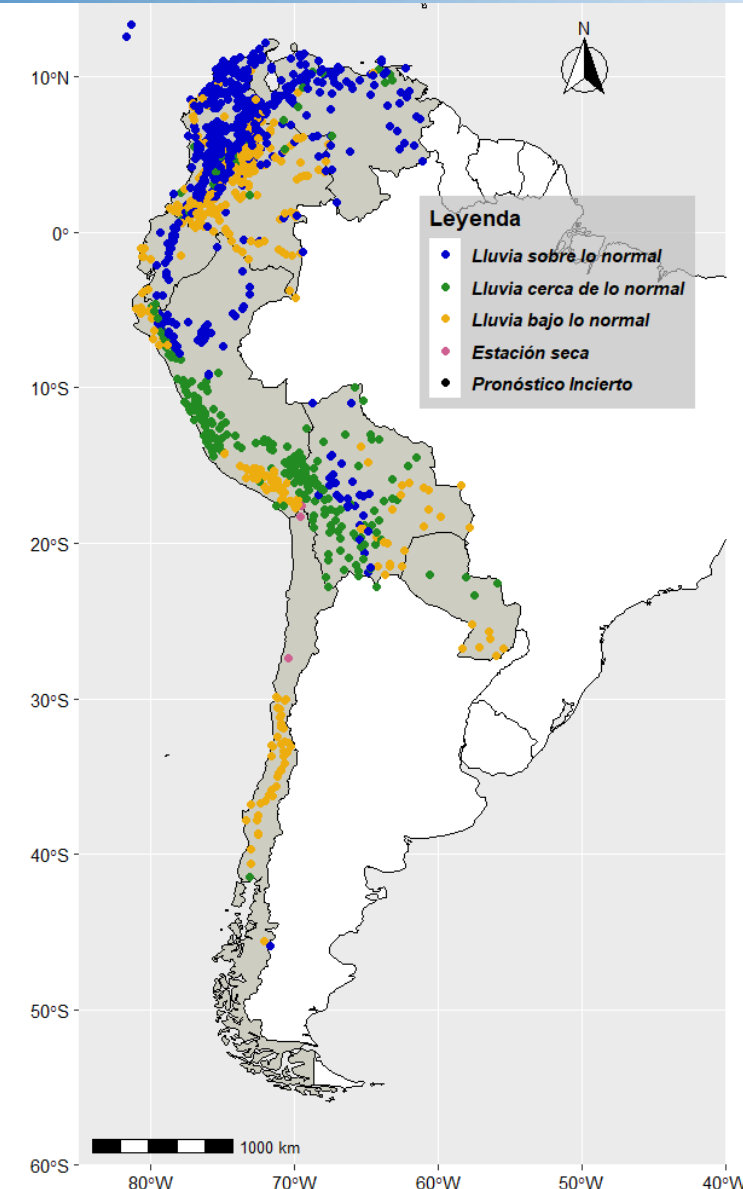 N
10°N
0°
10°S
20°S
30°S
40°S
50°S
60°S
Leyenda
Lluvia sobre lo normal
Lluvia cerca de lo normal
Lluvia bajo lo normal
Estación seca
Pronóstico Incierto
1000 km
80°W 70°W 60°W 50°W 40°W